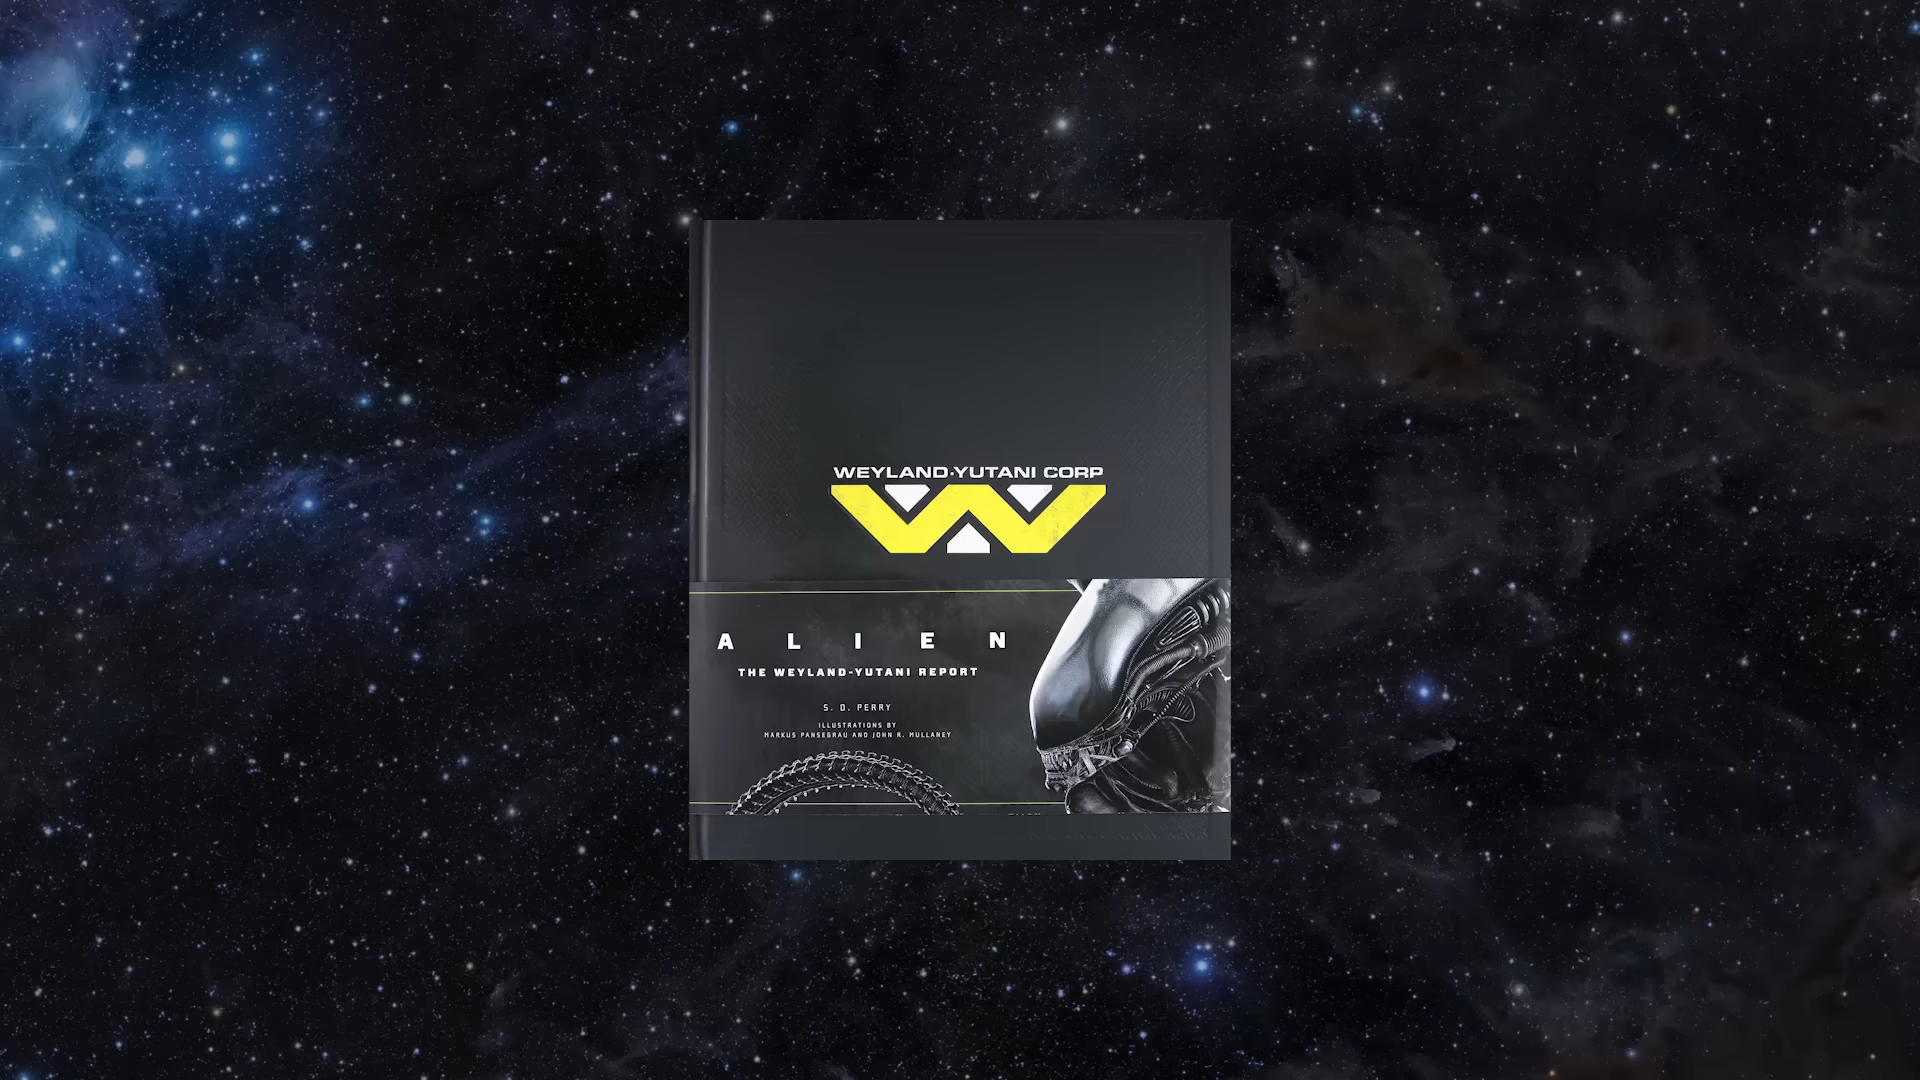 WEYLAND-YUTANI CORP
A L I E N
THE WEYLAND-YUTANI REPORT
S. D. PERRY
ILLUSTRATIONS BY
MARKUS PANSEGRAU AND JOHN R. MULLANEY